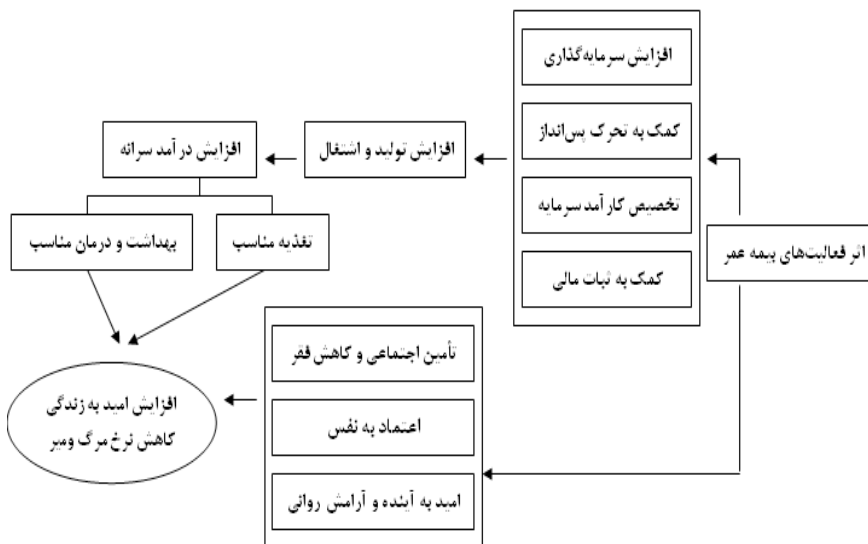 اثر فعالیت‌های بیمه عمر
افزایش سرمایه‌گذاری
کمک به تحرک پس‌انداز
تخصیص کارآمد سرمایه
کمک به ثبات مالی
افزایش تولید و اشتغال
افزایش درآمد سرانه
تغذیه مناسب
بهداشت و درمان مناسب
تأمین اجتماعی و کاهش فقر
اعتماد به نفس
امید به آینده و آرامش روانی
افزایش امید به زندگی
کاهش نرخ مرگ ومیر